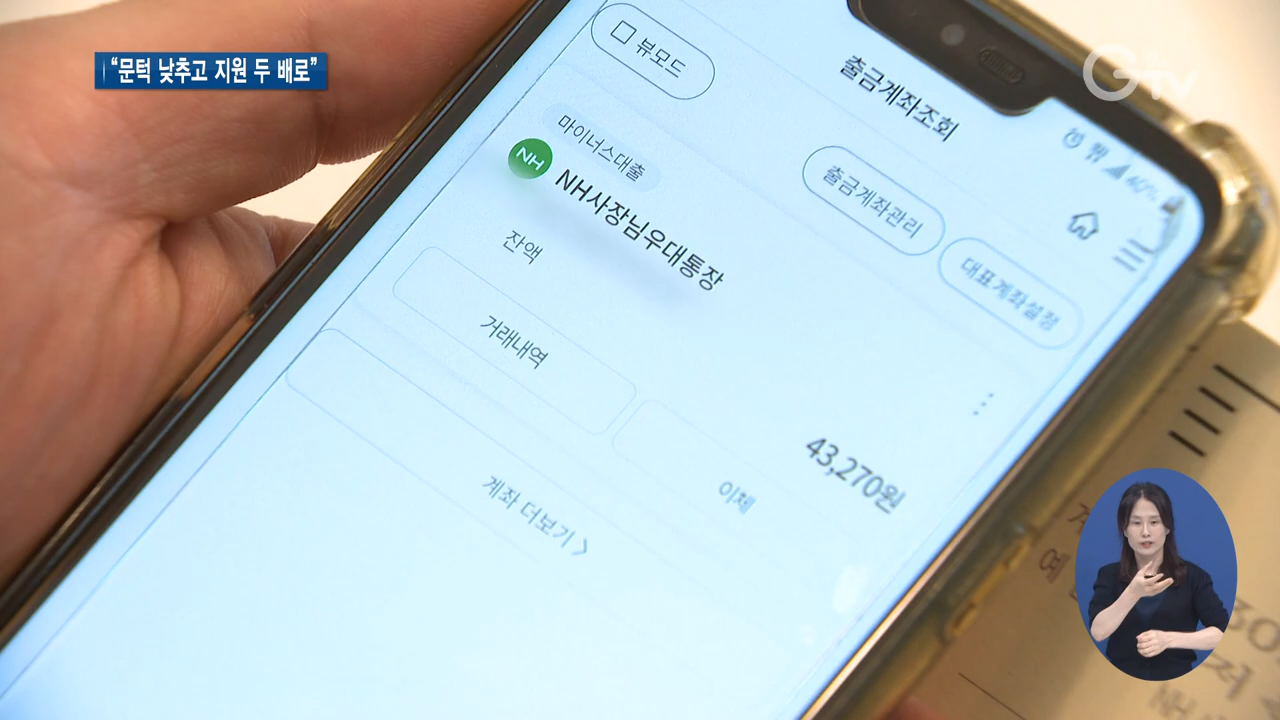 “문턱 낮추고 지원 두 배로”
GTV
출금계좌조회
뷰모드
출금계좌관리
대표계좌설정
마이너스대출
NH
NH사장님우대통장
잔액
43,270원
거래내역
이체
계좌 더보기 >